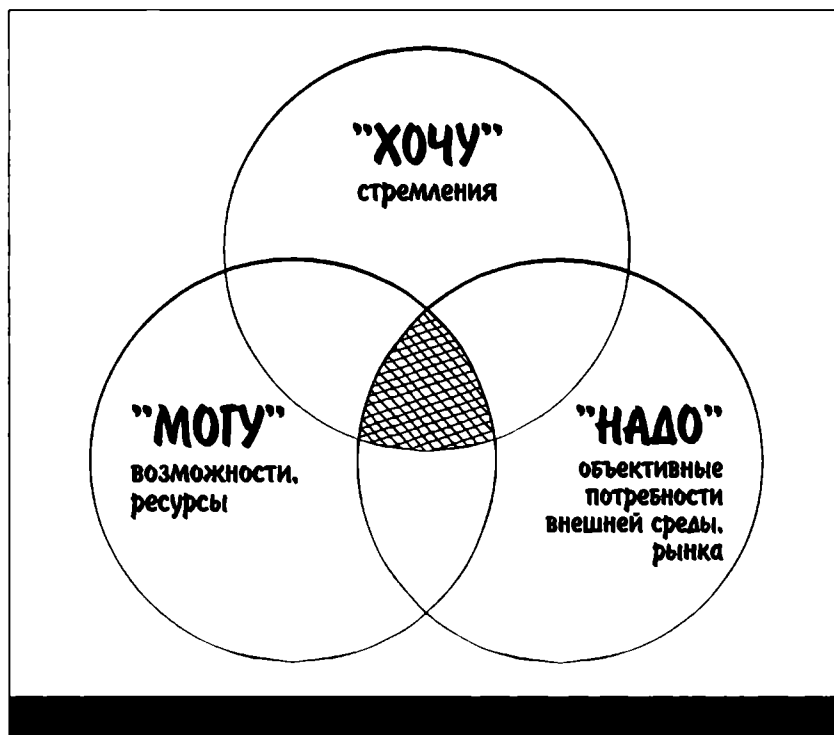 "ХОЧУ"
стремления
"МОГУ"
возможности,
ресурсы
"НАДО"
объективные
потребности
внешней среды,
рынка